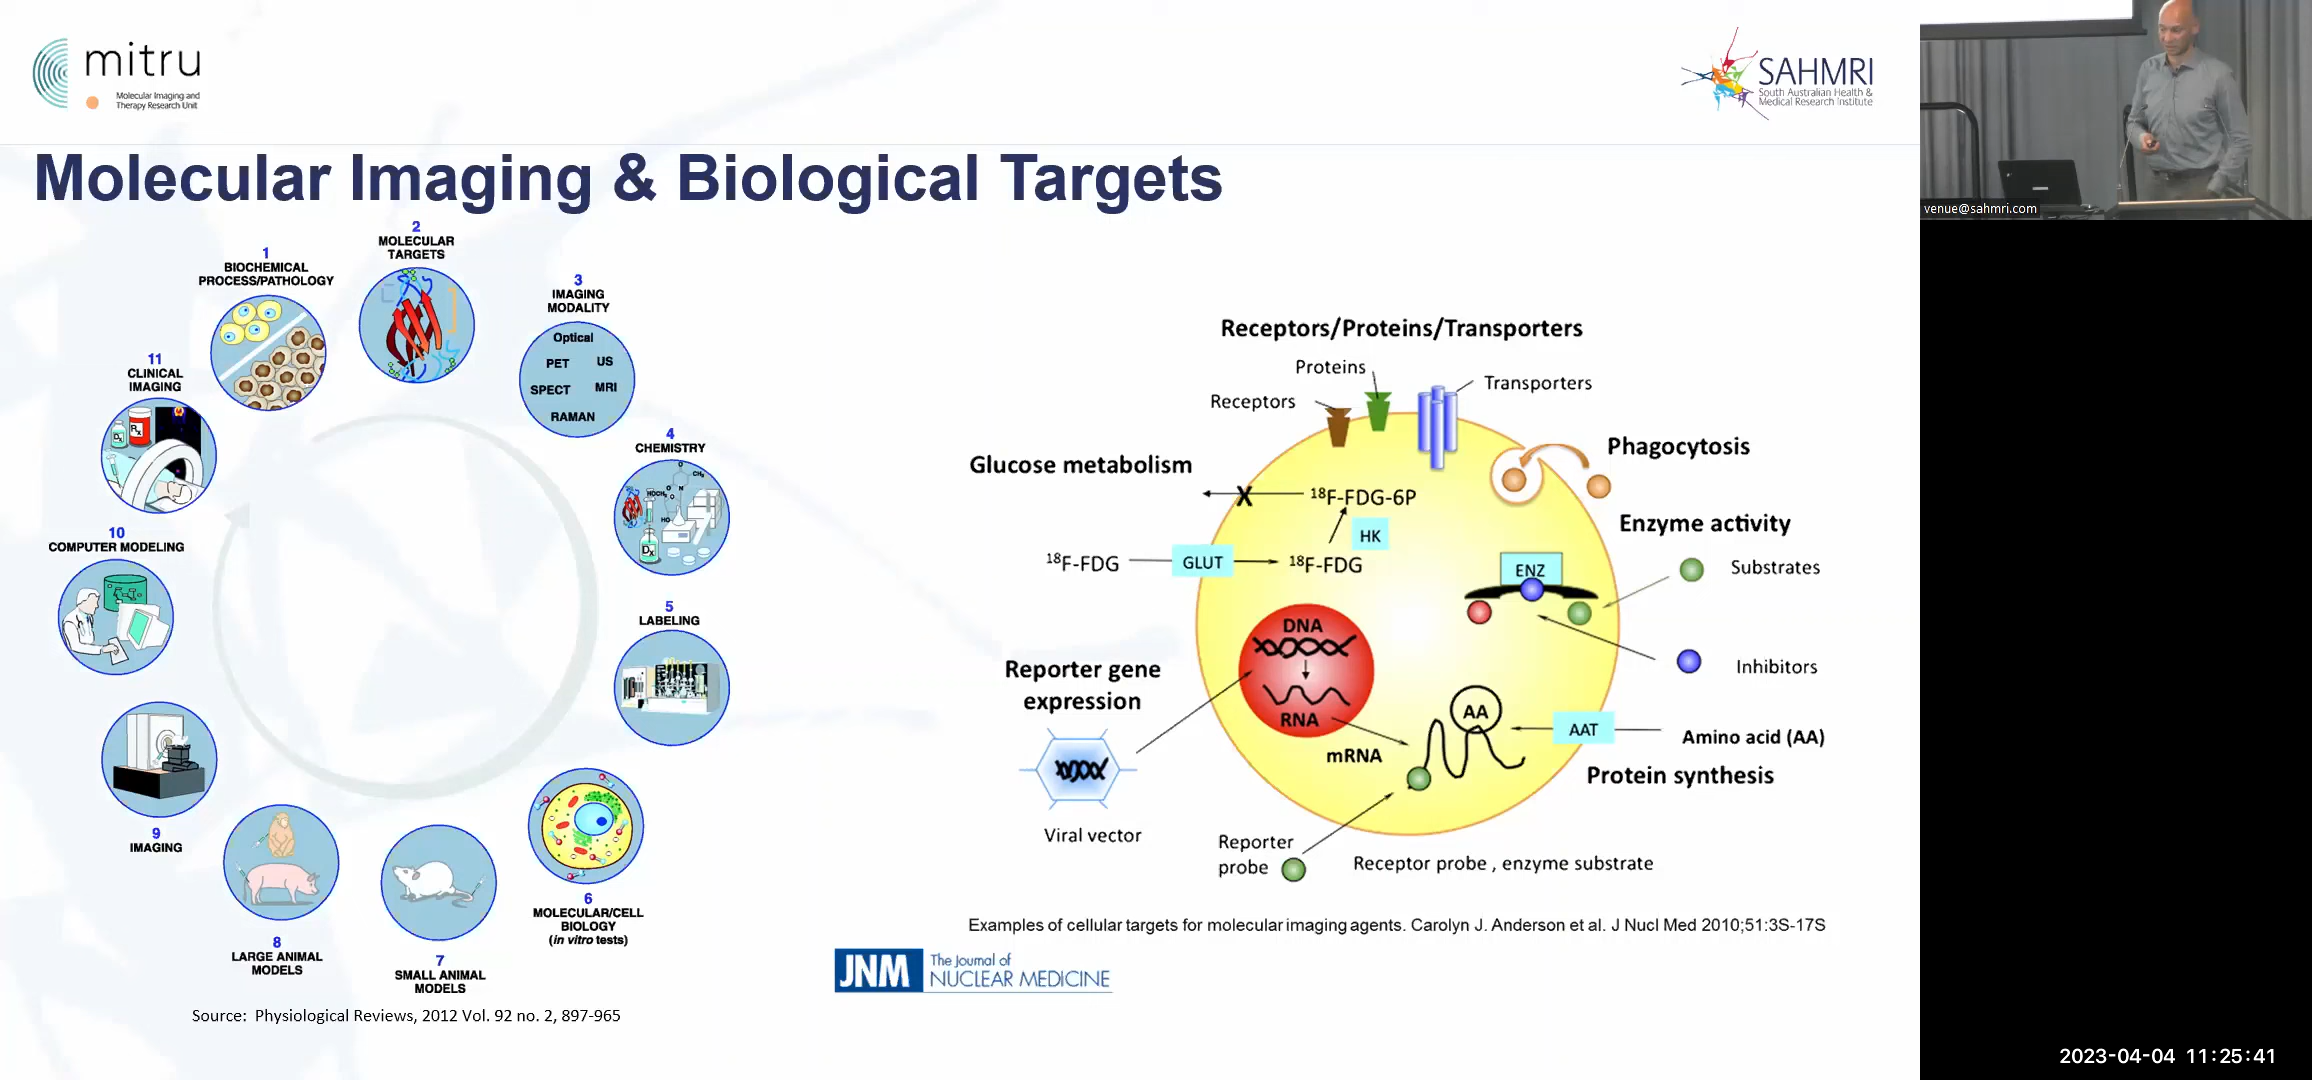 mitru
Molecular Imaging and
Therapy Research Unit
SAHMRI
South Australian Health &
Medical Research Institute
venue@sahmri.com
Molecular Imaging & Biological Targets
1
BIOCHEMICAL
PROCESS/PATHOLOGY
2
MOLECULAR
TARGETS
3
IMAGING
MODALITY
Optical
PET
US
SPECT
MRI
RAMAN
4
CHEMISTRY
CH3
HOCH2
HO
Dx
5
LABELING
6
MOLECULAR/CELL
BIOLOGY
(in vitro tests)
7
SMALL ANIMAL
MODELS
8
LARGE ANIMAL
MODELS
9
IMAGING
10
COMPUTER MODELING
11
CLINICAL
IMAGING
Dx
Rx
Source: Physiological Reviews, 2012 Vol. 92 no. 2, 897-965
Receptors/Proteins/Transporters
Proteins
Receptors
Transporters
Phagocytosis
Glucose metabolism
X
18F-FDG-6P
HK
18F-FDG
GLUT
18F-FDG
Enzyme activity
ENZ
Substrates
Inhibitors
DNA
RNA
mRNA
Reporter gene
expression
Viral vector
AA
AAT
Amino acid (AA)
Protein synthesis
Reporter
probe
Receptor probe , enzyme substrate
Examples of cellular targets for molecular imaging agents. Carolyn J. Anderson et al. J Nucl Med 2010;51:3S-17S
JNM
The Journal of
NUCLEAR MEDICINE
2023-04-04 11:25:41